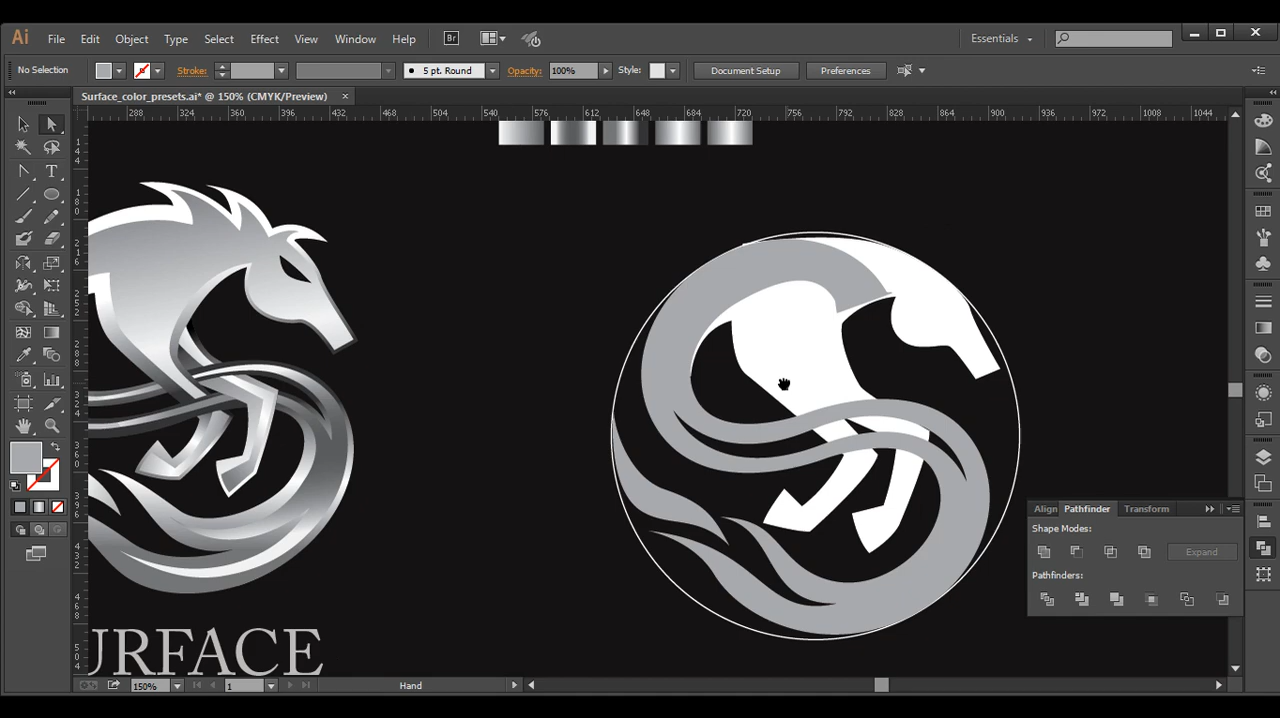 Ai File Edit Object Type Select Effect View Window Help Br Essentials
No Selection Stroke: 5 pt. Round Opacity: 100% Style: Document Setup Preferences
Surface_color_presets.ai* @ 150% (CMYK/Preview) ×
288 324 360 396 432 504 540 576 612 648 684 720 756 792 828 864 900 936 972 1008 1044
URFACE
Align Pathfinder Transform
Shape Modes:
Expand
Pathfinders:
150% 1 Hand